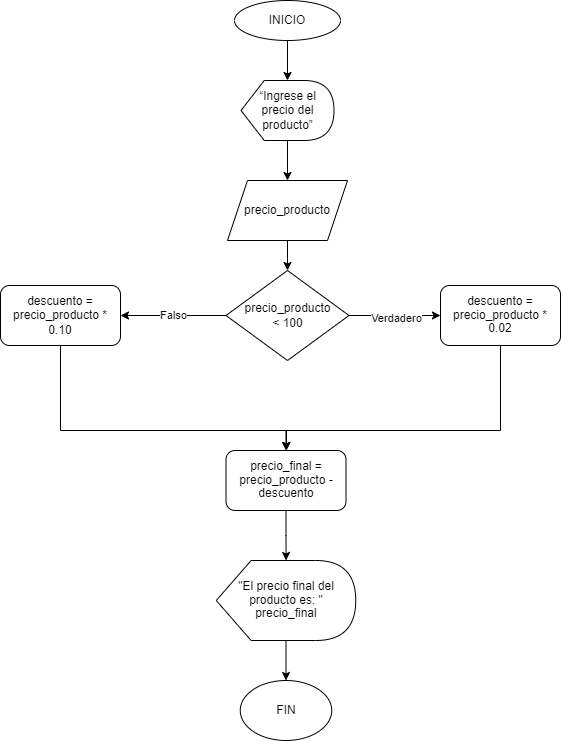 INICIO
“Ingrese el
precio del
producto”
precio_producto
precio_producto
< 100
Falso
Verdadero
descuento =
precio_producto *
0.10
descuento =
precio_producto *
0.02
precio_final =
precio_producto -
descuento
"El precio final del
producto es: "
precio_final
FIN